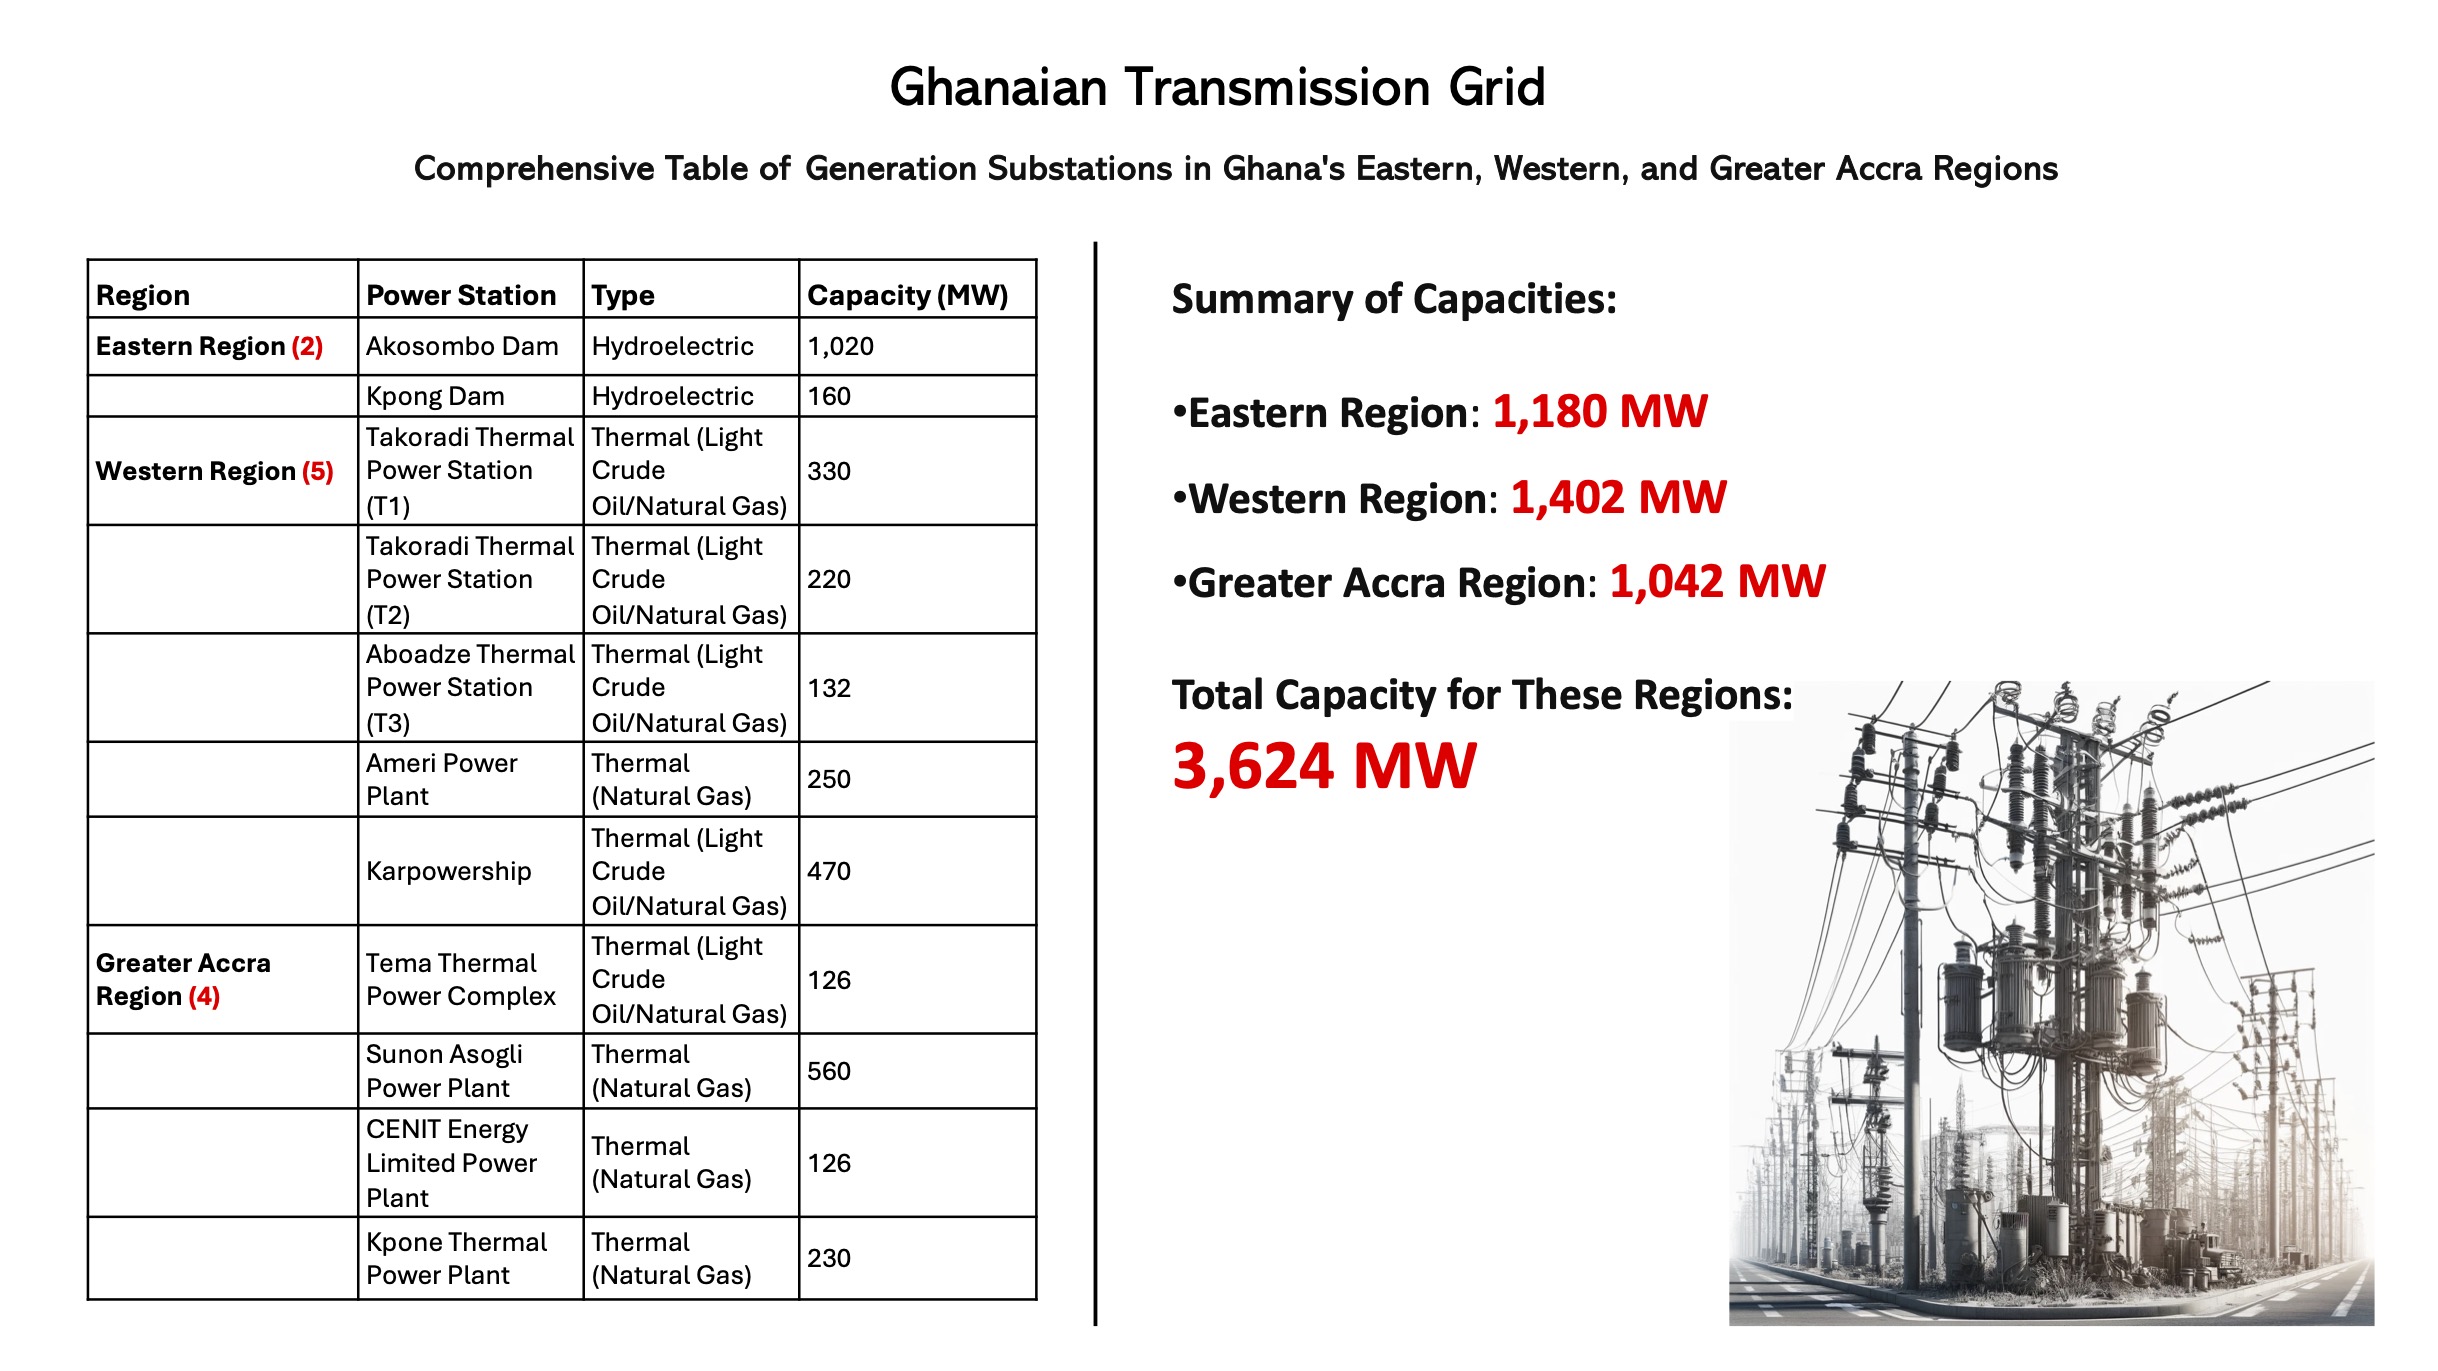 Ghanaian Transmission Grid
Comprehensive Table of Generation Substations in Ghana's Eastern, Western, and Greater Accra Regions
Region Power Station Type Capacity (MW)
Eastern Region (2) Akosombo Dam Hydroelectric 1,020
Kpong Dam Hydroelectric 160
Western Region (5) Takoradi Thermal Power Station (T1) Thermal (Light Crude Oil/Natural Gas) 330
Takoradi Thermal Power Station (T2) Thermal (Light Crude Oil/Natural Gas) 220
Aboadze Thermal Power Station (T3) Thermal (Light Crude Oil/Natural Gas) 132
Ameri Power Plant Thermal (Natural Gas) 250
Karpowership Thermal (Light Crude Oil/Natural Gas) 470
Greater Accra Region (4) Tema Thermal Power Complex Thermal (Light Crude Oil/Natural Gas) 126
Sunon Asogli Power Plant Thermal (Natural Gas) 560
CENIT Energy Limited Power Plant Thermal (Natural Gas) 126
Kpone Thermal Power Plant Thermal (Natural Gas) 230
Summary of Capacities:
•Eastern Region: 1,180 MW
•Western Region: 1,402 MW
•Greater Accra Region: 1,042 MW
Total Capacity for These Regions:
3,624 MW